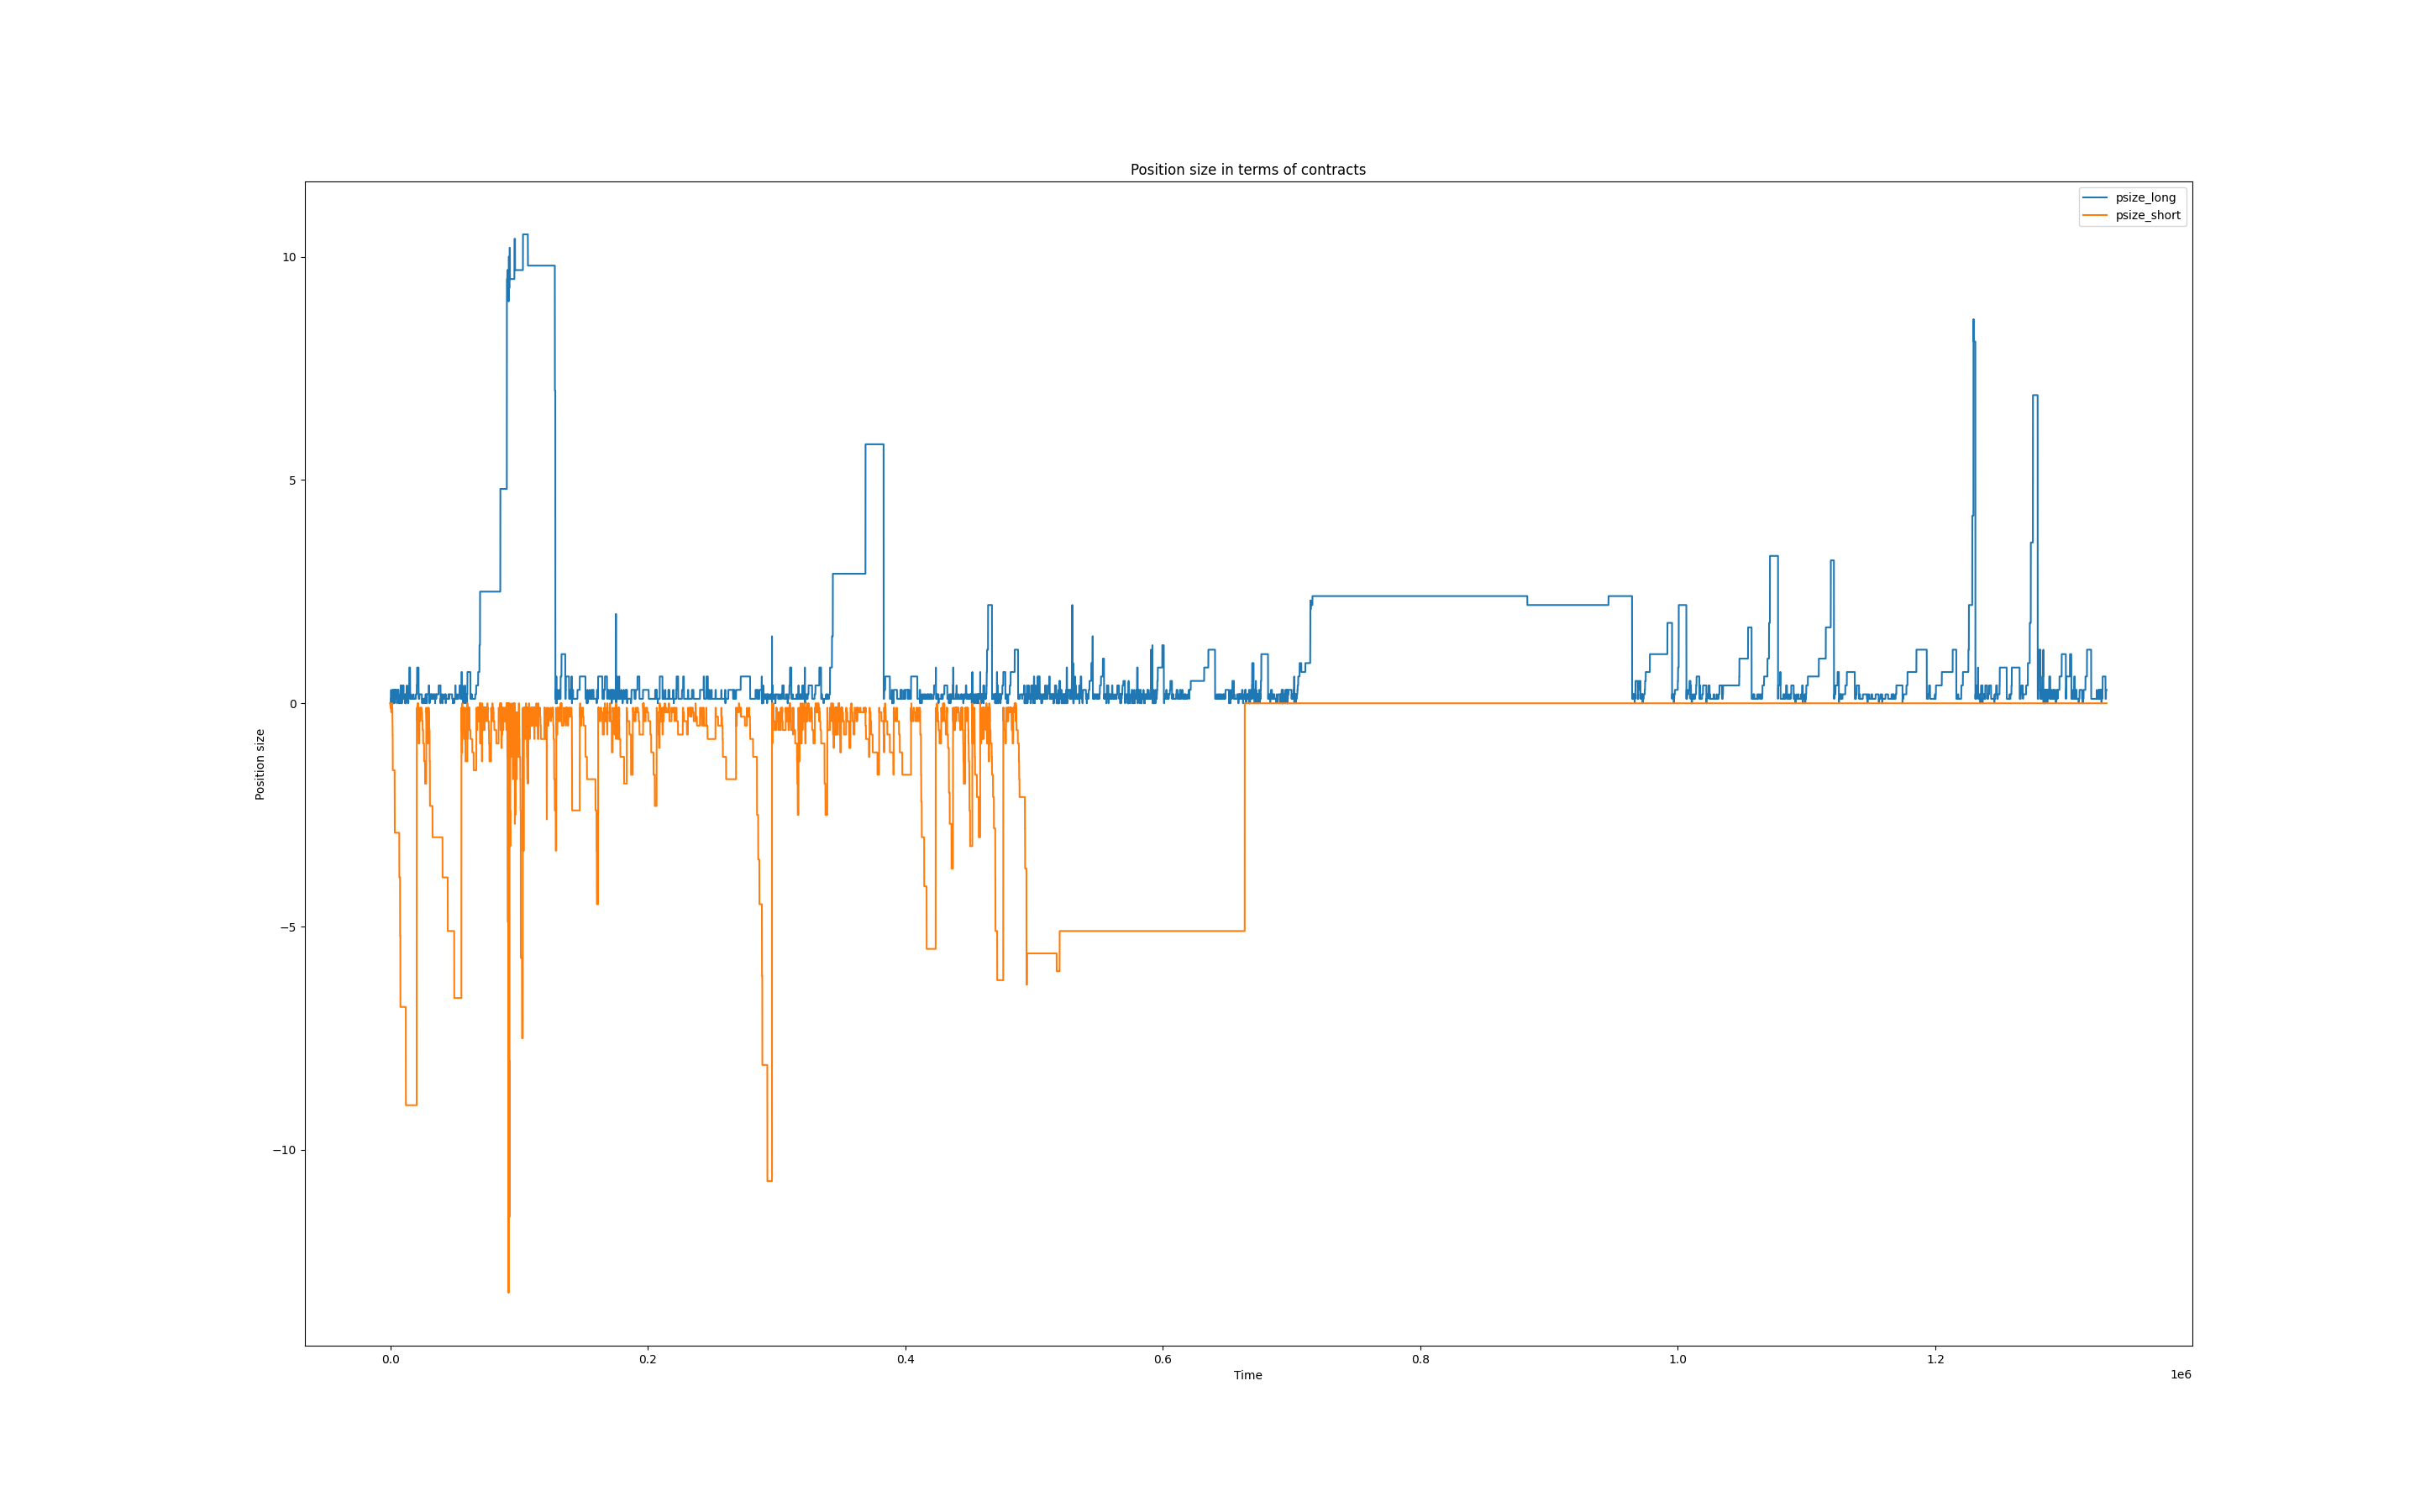 Position size in terms of contracts
psize_long
psize_short
10
5
0
−5
−10
Position size
0.0
0.2
0.4
0.6
0.8
1.0
1.2
1e6
Time